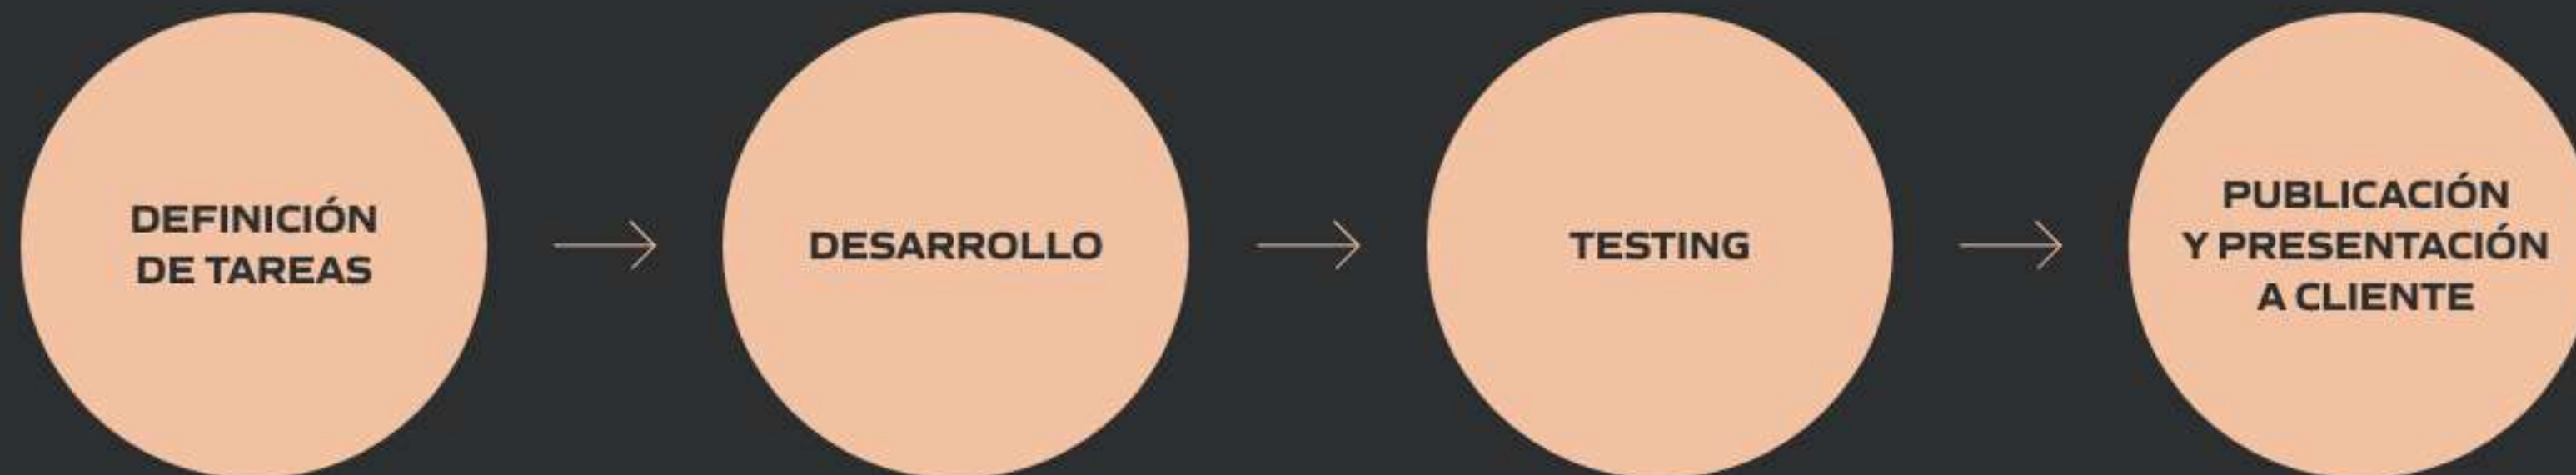 DEFINICIÓN
DE TAREAS
DESARROLLO
TESTING
PUBLICACIÓN
Y PRESENTACIÓN
A CLIENTE